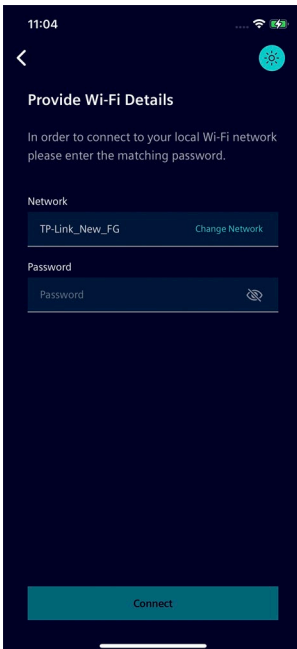 11:04
Provide Wi-Fi Details
In order to connect to your local Wi-Fi network
please enter the matching password.
Network
TP-Link_New_FG Change Network
Password
Password
Connect